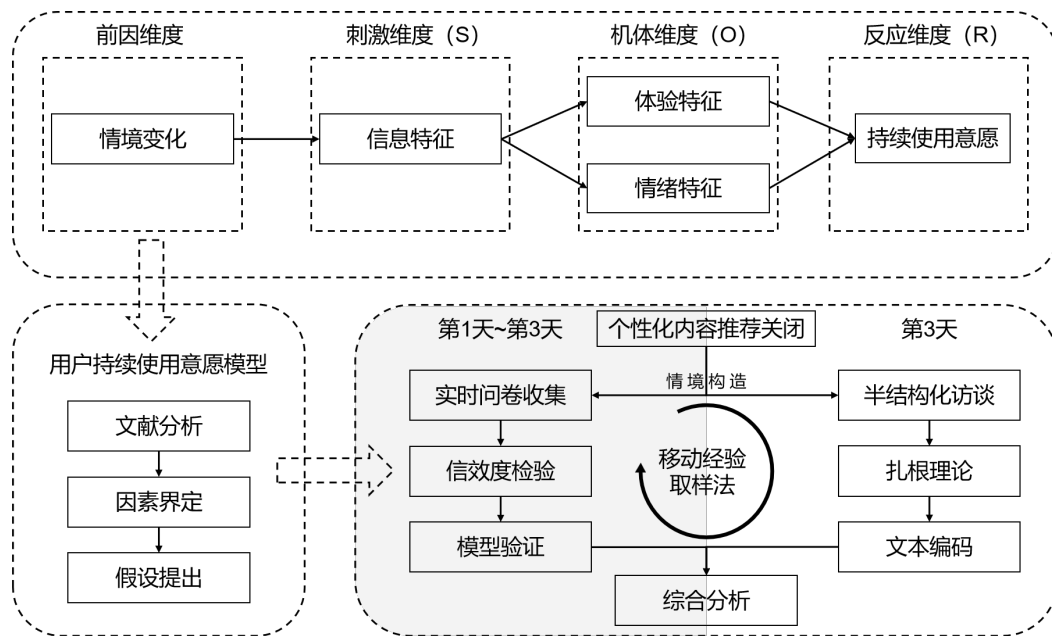 前因维度
刺激维度（S）
机体维度（O）
反应维度（R）
情境变化
信息特征
体验特征
情绪特征
持续使用意愿
用户持续使用意愿模型
文献分析
因素界定
假设提出
第1天~第3天
个性化内容推荐关闭
第3天
情境构造
实时问卷收集
半结构化访谈
信效度检验
移动经验
取样法
扎根理论
模型验证
文本编码
综合分析